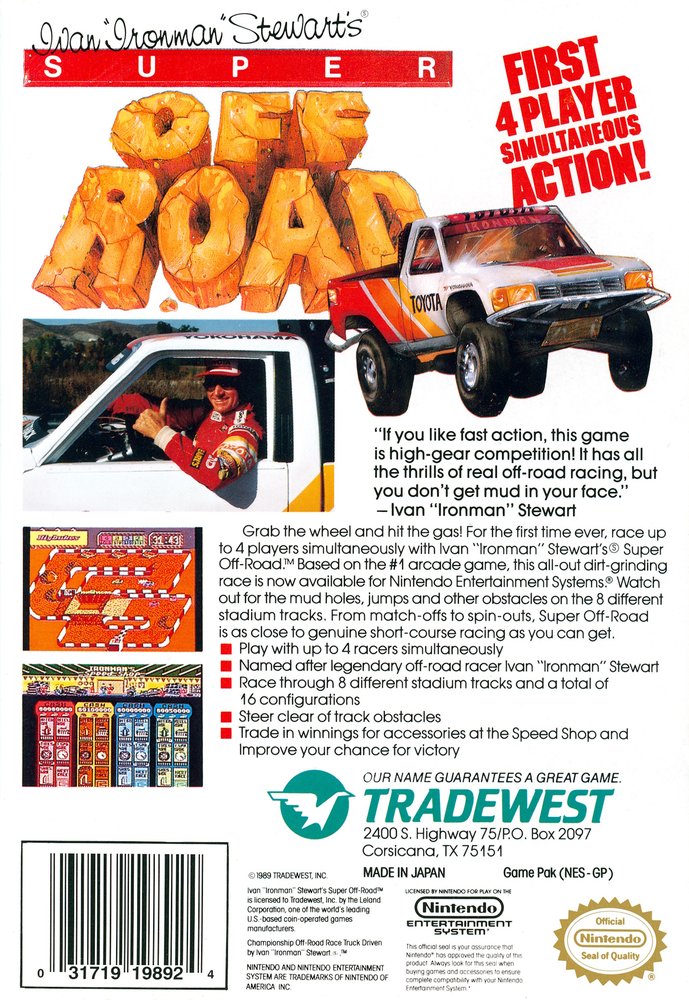 Ivan "Ironman" Stewart's Ⓢ
SUPER
OFF
ROAD
FIRST
4 PLAYER
SIMULTANEOUS
ACTION!
TOYOTA
IRONMAN
TOYOTA
YOKOHAMA
"If you like fast action, this game
is high-gear competition! It has all
the thrills of real off-road racing, but
you don't get mud in your face."
– Ivan "Ironman" Stewart
Big Dukes
31:43
IRONMAN'S
SPEED SHOP
CASH CASH CASH CASH
Grab the wheel and hit the gas! For the first time ever, race up
to 4 players simultaneously with Ivan "Ironman" Stewart's Ⓢ Super
Off-Road.™ Based on the #1 arcade game, this all-out dirt-grinding
race is now available for Nintendo Entertainment Systems.® Watch
out for the mud holes, jumps and other obstacles on the 8 different
stadium tracks. From match-offs to spin-outs, Super Off-Road
is as close to genuine short-course racing as you can get.
■ Play with up to 4 racers simultaneously
■ Named after legendary off-road racer Ivan "Ironman" Stewart
■ Race through 8 different stadium tracks and a total of
16 configurations
■ Steer clear of track obstacles
■ Trade in winnings for accessories at the Speed Shop and
Improve your chance for victory
OUR NAME GUARANTEES A GREAT GAME.
TRADEWEST
2400 S. Highway 75/P.O. Box 2097
Corsicana, TX 75151
MADE IN JAPAN Game Pak (NES-GP)
0 31719 19892 4
© 1989 TRADEWEST, INC.
Ivan "Ironman" Stewart's Super Off-Road™
is licensed to Tradewest, Inc. by the Leland
Corporation, one of the world's leading
U.S.-based coin-operated games
manufacturers.
Championship Off-Road Race Truck Driven
by Ivan "Ironman" Stewart Ⓢ.™
NINTENDO AND NINTENDO ENTERTAINMENT
SYSTEM ARE TRADEMARKS OF NINTENDO OF
AMERICA INC.
LICENSED BY NINTENDO FOR PLAY ON THE
Nintendo®
ENTERTAINMENT
SYSTEM®
This official seal is your assurance that
Nintendo® has approved the quality of this
product. Always look for this seal when
buying games and accessories to ensure
complete compatibility with your Nintendo
Entertainment System.®
Official
Nintendo
Seal of Quality